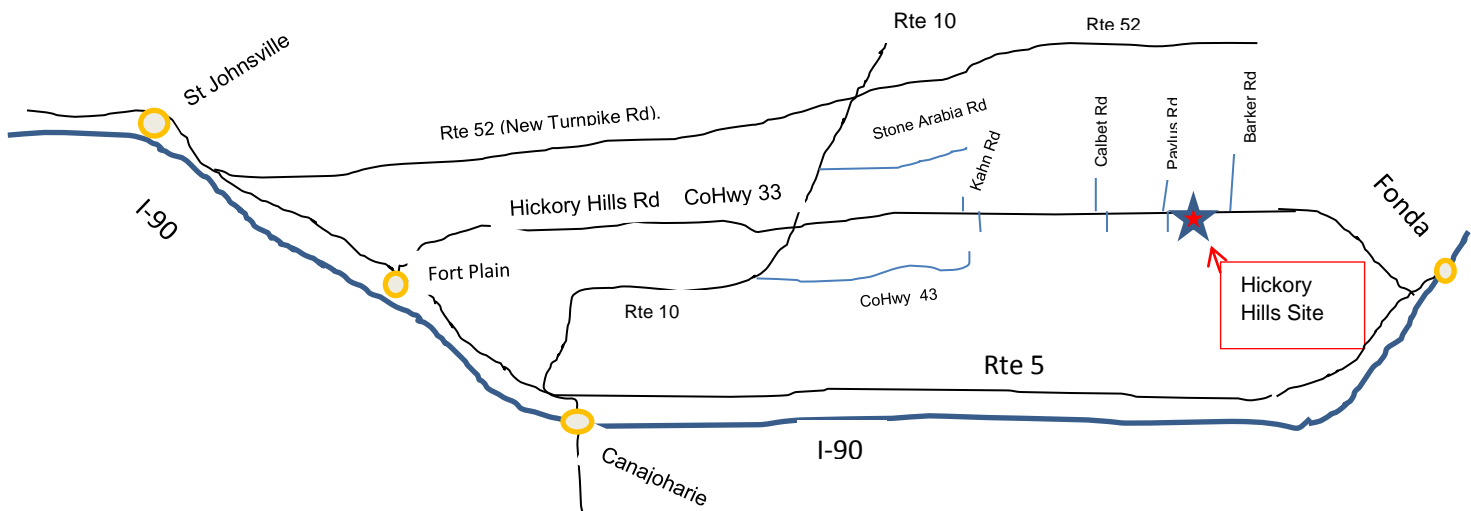 Rte 10
Rte 52
St Johnsville
Rte 52 (New Turnpike Rd).
Stone Arabia Rd
Kahn Rd
Calbet Rd
Pavlus Rd
Barker Rd
I-90
Hickory Hills Rd
CoHwy 33
Fonda
Fort Plain
Rte 10
CoHwy 43
Hickory
Hills Site
Rte 5
I-90
Canajoharie